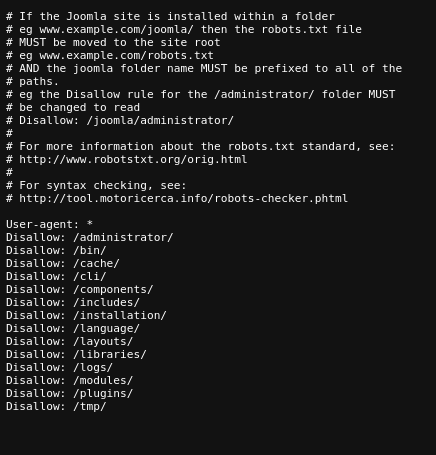 # If the Joomla site is installed within a folder
# eg www.example.com/joomla/ then the robots.txt file
# MUST be moved to the site root
# eg www.example.com/robots.txt
# AND the joomla folder name MUST be prefixed to all of the
# paths.
# eg the Disallow rule for the /administrator/ folder MUST
# be changed to read
# Disallow: /joomla/administrator/
#
# For more information about the robots.txt standard, see:
# http://www.robotstxt.org/orig.html
#
# For syntax checking, see:
# http://tool.motoricerca.info/robots-checker.phtml

User-agent: *
Disallow: /administrator/
Disallow: /bin/
Disallow: /cache/
Disallow: /cli/
Disallow: /components/
Disallow: /includes/
Disallow: /installation/
Disallow: /language/
Disallow: /layouts/
Disallow: /libraries/
Disallow: /logs/
Disallow: /modules/
Disallow: /plugins/
Disallow: /tmp/